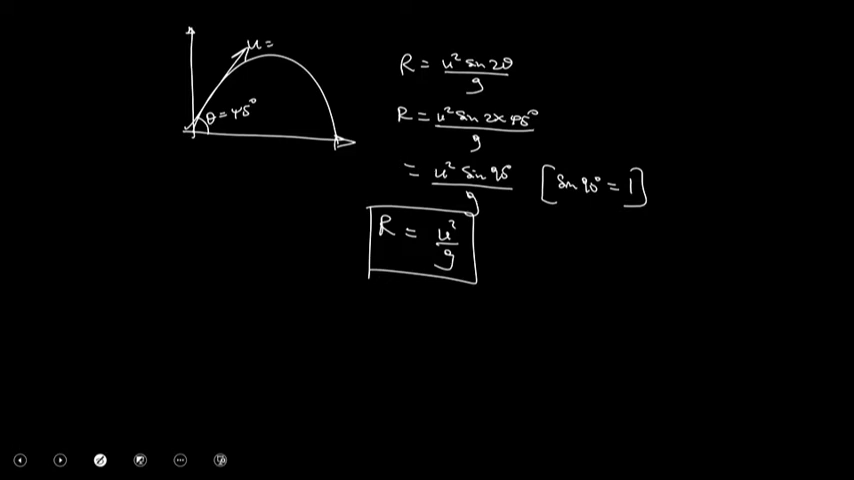 u =
θ = 45°
R = u² sin 2θ / g
R = u² sin 2×45° / g
= u² sin 90 / g [sin 90° = 1]
R = u² / g